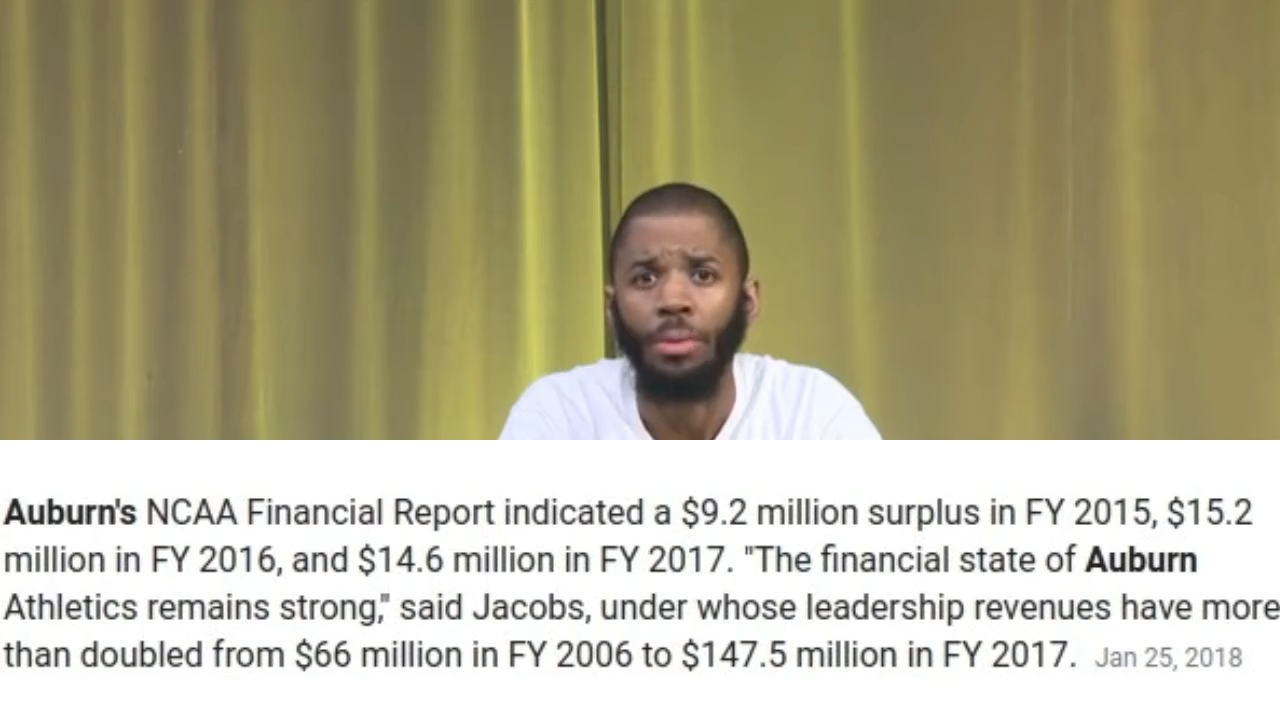 Auburn's NCAA Financial Report indicated a $9.2 million surplus in FY 2015, $15.2
million in FY 2016, and $14.6 million in FY 2017. "The financial state of Auburn
Athletics remains strong," said Jacobs, under whose leadership revenues have more
than doubled from $66 million in FY 2006 to $147.5 million in FY 2017. Jan 25, 2018